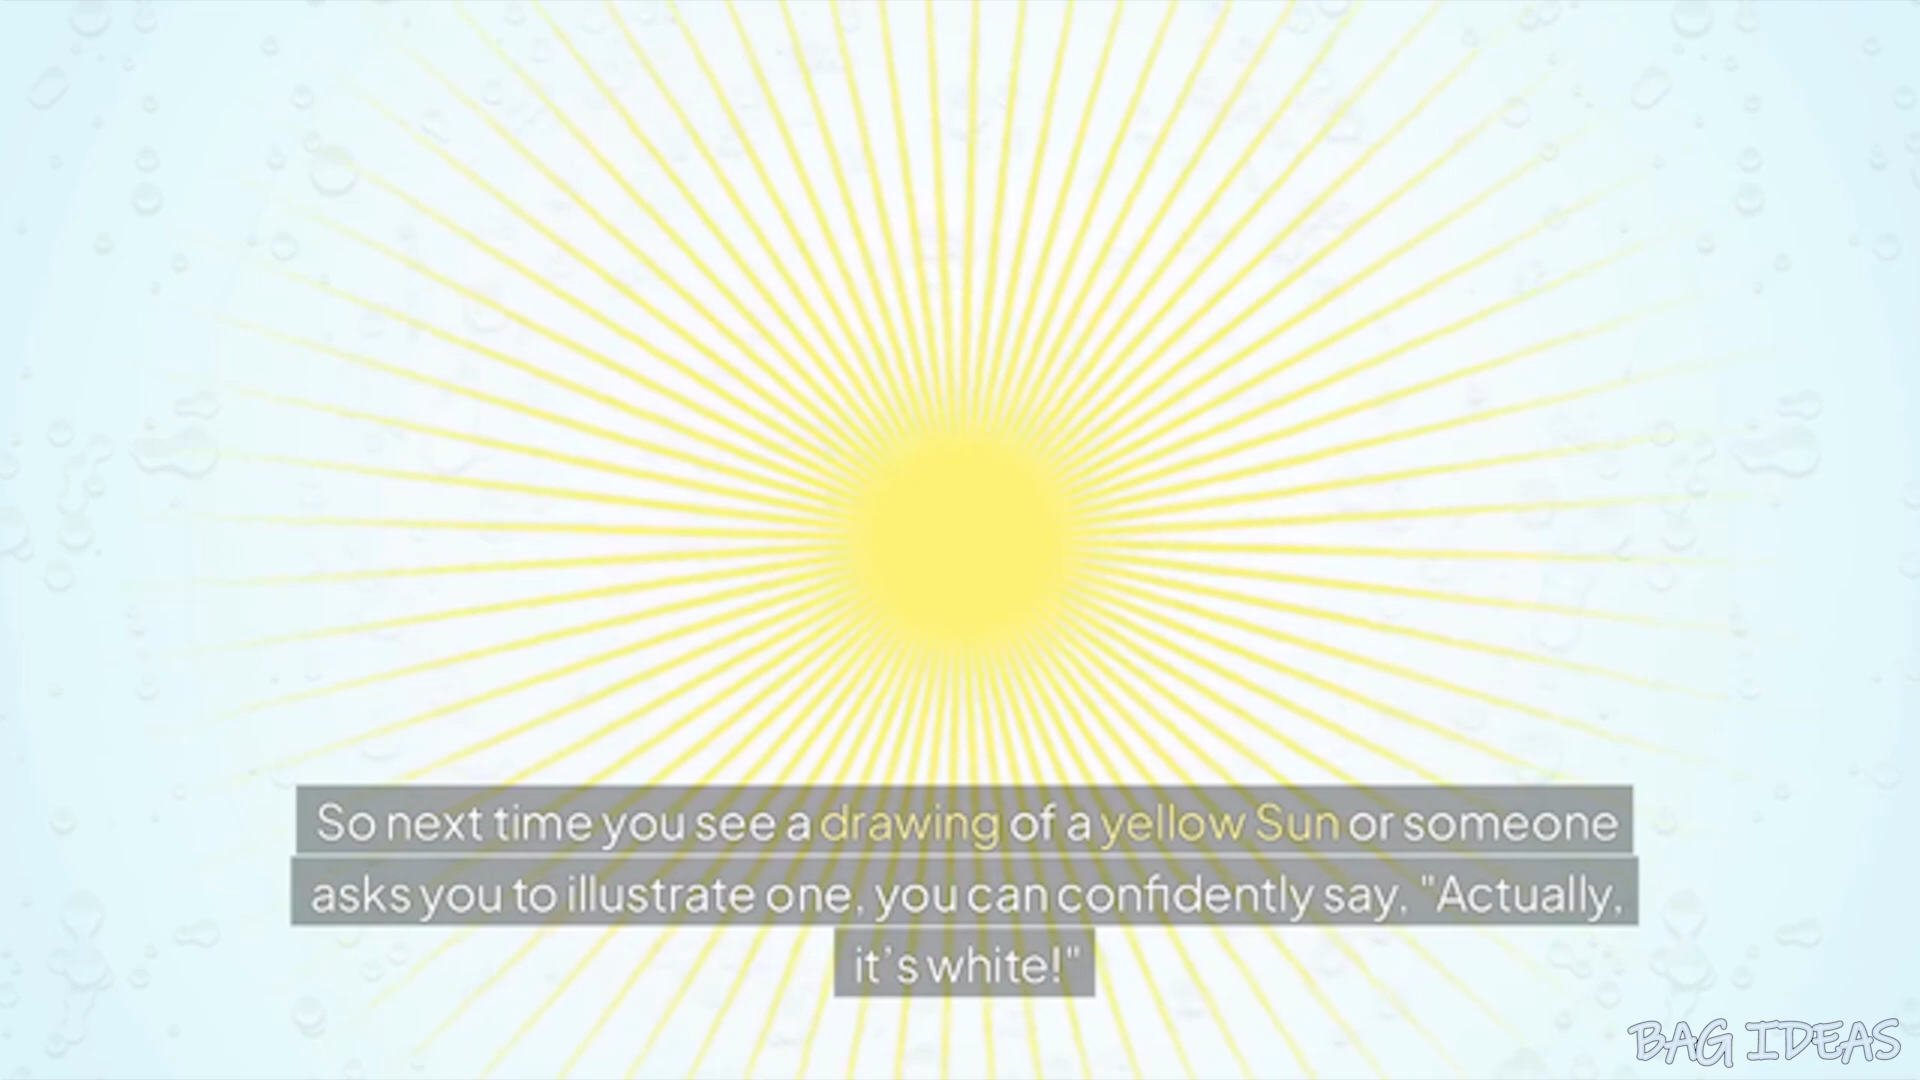 So next time you see a drawing of a yellow Sun or someone
asks you to illustrate one, you can confidently say, "Actually,
it's white!"
BAG IDEAS